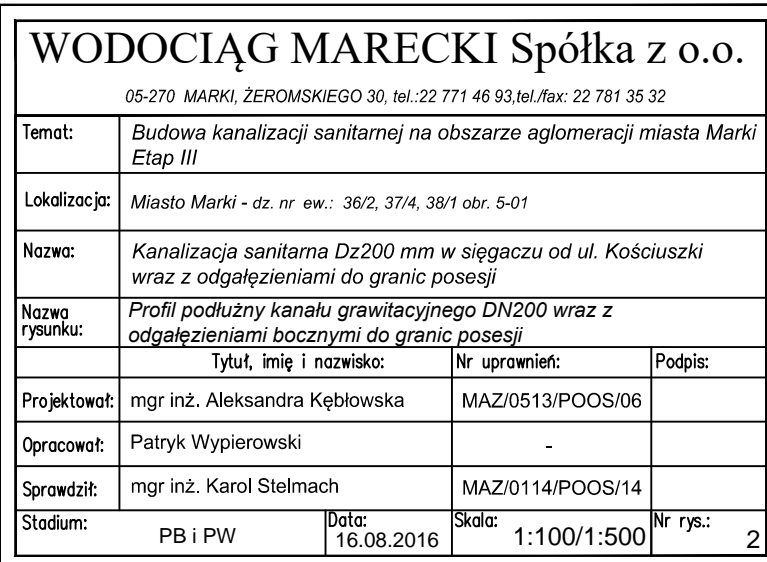 WODOCIĄG MARECKI Spółka z o.o.
05-270 MARKI, ŻEROMSKIEGO 30, tel.:22 771 46 93,tel./fax: 22 781 35 32
Temat: Budowa kanalizacji sanitarnej na obszarze aglomeracji miasta Marki
Etap III
Lokalizacja: Miasto Marki - dz. nr ew.: 36/2, 37/4, 38/1 obr. 5-01
Nazwa: Kanalizacja sanitarna Dz200 mm w sięgaczu od ul. Kościuszki
wraz z odgałęzieniami do granic posesji
Nazwa rysunku: Profil podłużny kanału grawitacyjnego DN200 wraz z
odgałęzieniami bocznymi do granic posesji
Tytuł, imię i nazwisko: Nr uprawnień: Podpis:
Projektował: mgr inż. Aleksandra Kębłowska MAZ/0513/POOS/06
Opracował: Patryk Wypierowski -
Sprawdził: mgr inż. Karol Stelmach MAZ/0114/POOS/14
Stadium: PB i PW Data: 16.08.2016 Skala: 1:100/1:500 Nr rys.: 2